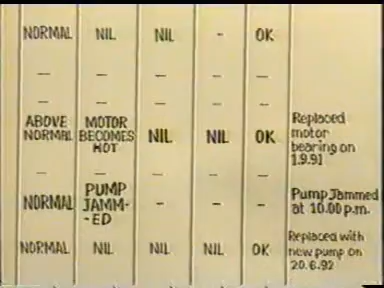 NORMAL NIL NIL - OK
— — — — —
— — — — —
ABOVE NORMAL MOTOR BECOMES HOT NIL NIL OK Replaced motor bearing on 1.9.91
— — — —
NORMAL PUMP JAMM- -ED - - - Pump Jammed at 10.00 p.m.
NORMAL NIL NIL NIL OK Replaced with new pump on 20.6.92